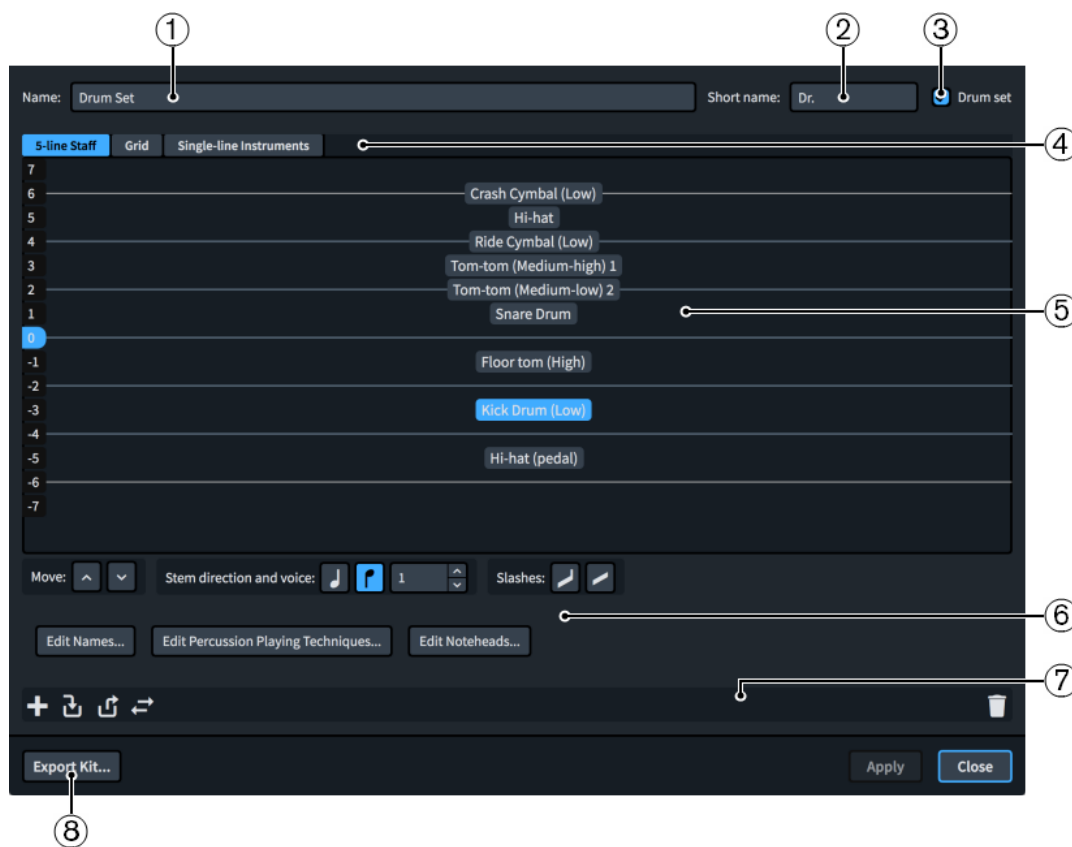 ① ② ③
Name: Drum Set Short name: Dr. Drum set
5-line Staff Grid Single-line Instruments ④
7
6 Crash Cymbal (Low)
5 Hi-hat
4 Ride Cymbal (Low)
3 Tom-tom (Medium-high) 1
2 Tom-tom (Medium-low) 2
1 Snare Drum ⑤
0
-1 Floor tom (High)
-2
-3 Kick Drum (Low)
-4
-5 Hi-hat (pedal)
-6
-7
Move: Stem direction and voice: 1 Slashes:
⑥
Edit Names... Edit Percussion Playing Techniques... Edit Noteheads...
⑦
Export Kit... Apply Close
⑧